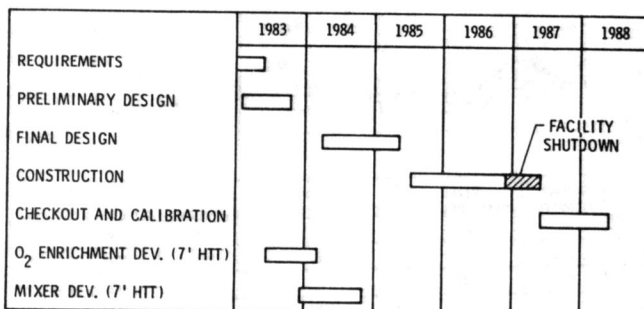 1983 1984 1985 1986 1987 1988
REQUIREMENTS
PRELIMINARY DESIGN
FINAL DESIGN
FACILITY
SHUTDOWN
CONSTRUCTION
CHECKOUT AND CALIBRATION
O2 ENRICHMENT DEV. (7' HTT)
MIXER DEV. (7' HTT)